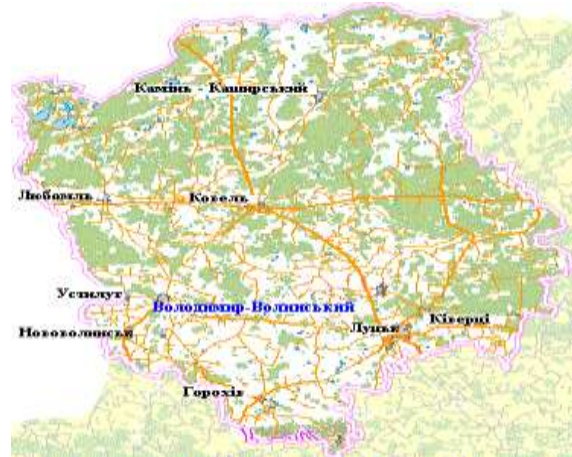 Камінь - Каширський
Любомль
Ковель
Устилуг
Володимир-Волинський
Нововолинськ
Луцьк
Ківерці
Горохів